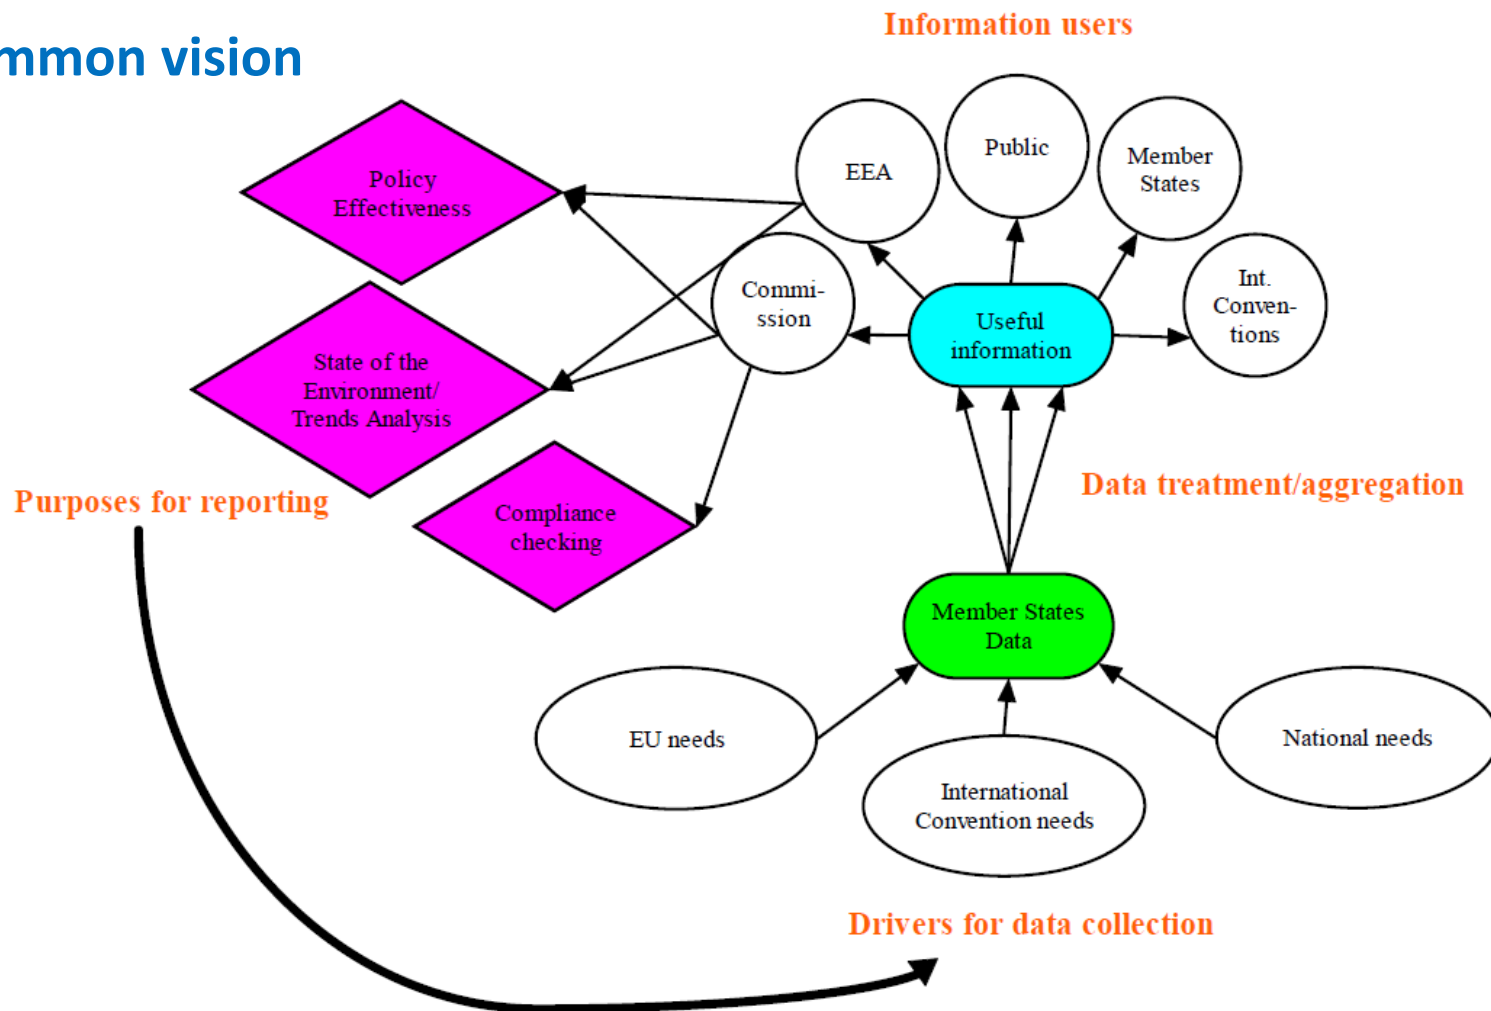 Information users
mmon vision
Public
Member
States
EEA
Policy
Effectiveness
Int.
Conven-
tions
Commi-
ssion
Useful
information
State of the
Environment/
Trends Analysis
Purposes for reporting
Data treatment/aggregation
Compliance
checking
Member States
Data
EU needs
National needs
International
Convention needs
Drivers for data collection